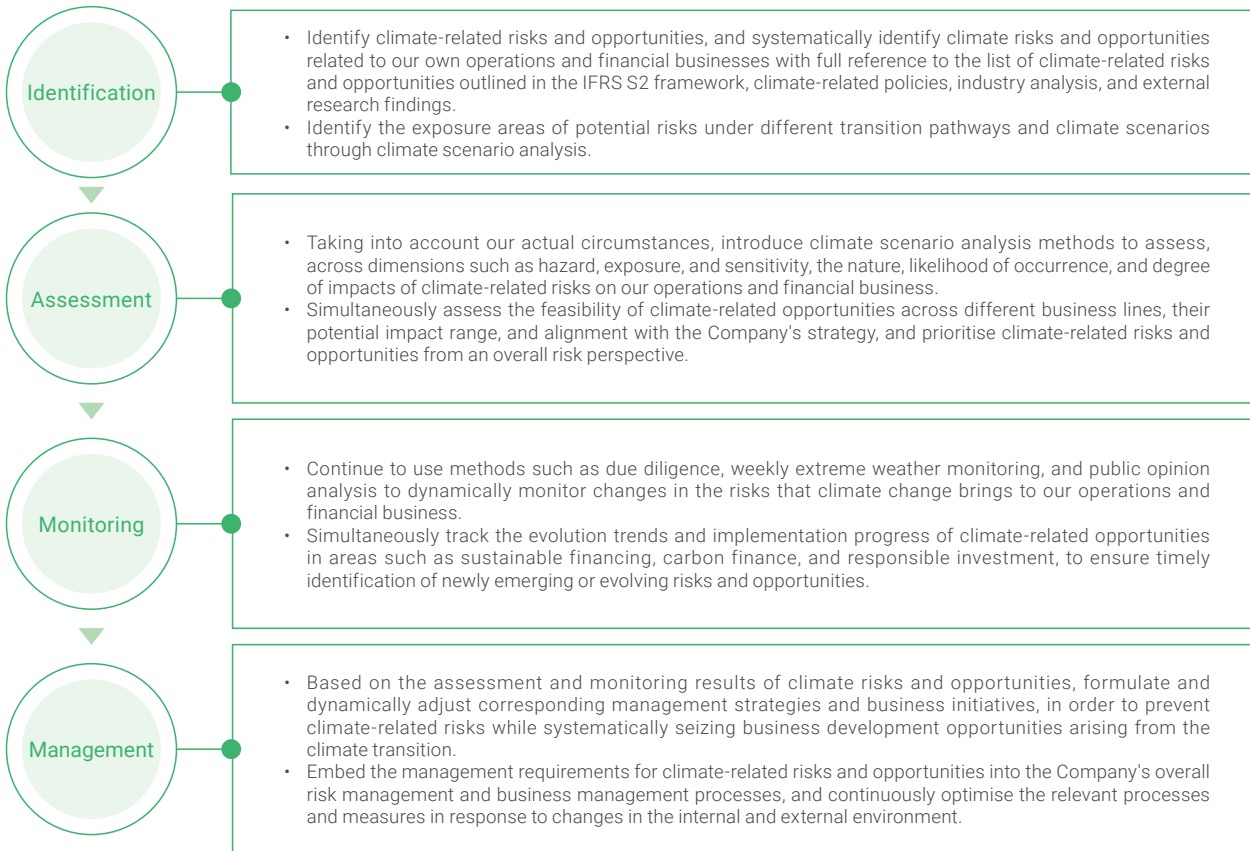 Identification
• Identify climate-related risks and opportunities, and systematically identify climate risks and opportunities
related to our own operations and financial businesses with full reference to the list of climate-related risks
and opportunities outlined in the IFRS S2 framework, climate-related policies, industry analysis, and external
research findings.
• Identify the exposure areas of potential risks under different transition pathways and climate scenarios
through climate scenario analysis.
Assessment
• Taking into account our actual circumstances, introduce climate scenario analysis methods to assess,
across dimensions such as hazard, exposure, and sensitivity, the nature, likelihood of occurrence, and degree
of impacts of climate-related risks on our operations and financial business.
• Simultaneously assess the feasibility of climate-related opportunities across different business lines, their
potential impact range, and alignment with the Company's strategy, and prioritise climate-related risks and
opportunities from an overall risk perspective.
Monitoring
• Continue to use methods such as due diligence, weekly extreme weather monitoring, and public opinion
analysis to dynamically monitor changes in the risks that climate change brings to our operations and
financial business.
• Simultaneously track the evolution trends and implementation progress of climate-related opportunities
in areas such as sustainable financing, carbon finance, and responsible investment, to ensure timely
identification of newly emerging or evolving risks and opportunities.
Management
• Based on the assessment and monitoring results of climate risks and opportunities, formulate and
dynamically adjust corresponding management strategies and business initiatives, in order to prevent
climate-related risks while systematically seizing business development opportunities arising from the
climate transition.
• Embed the management requirements for climate-related risks and opportunities into the Company's overall
risk management and business management processes, and continuously optimise the relevant processes
and measures in response to changes in the internal and external environment.